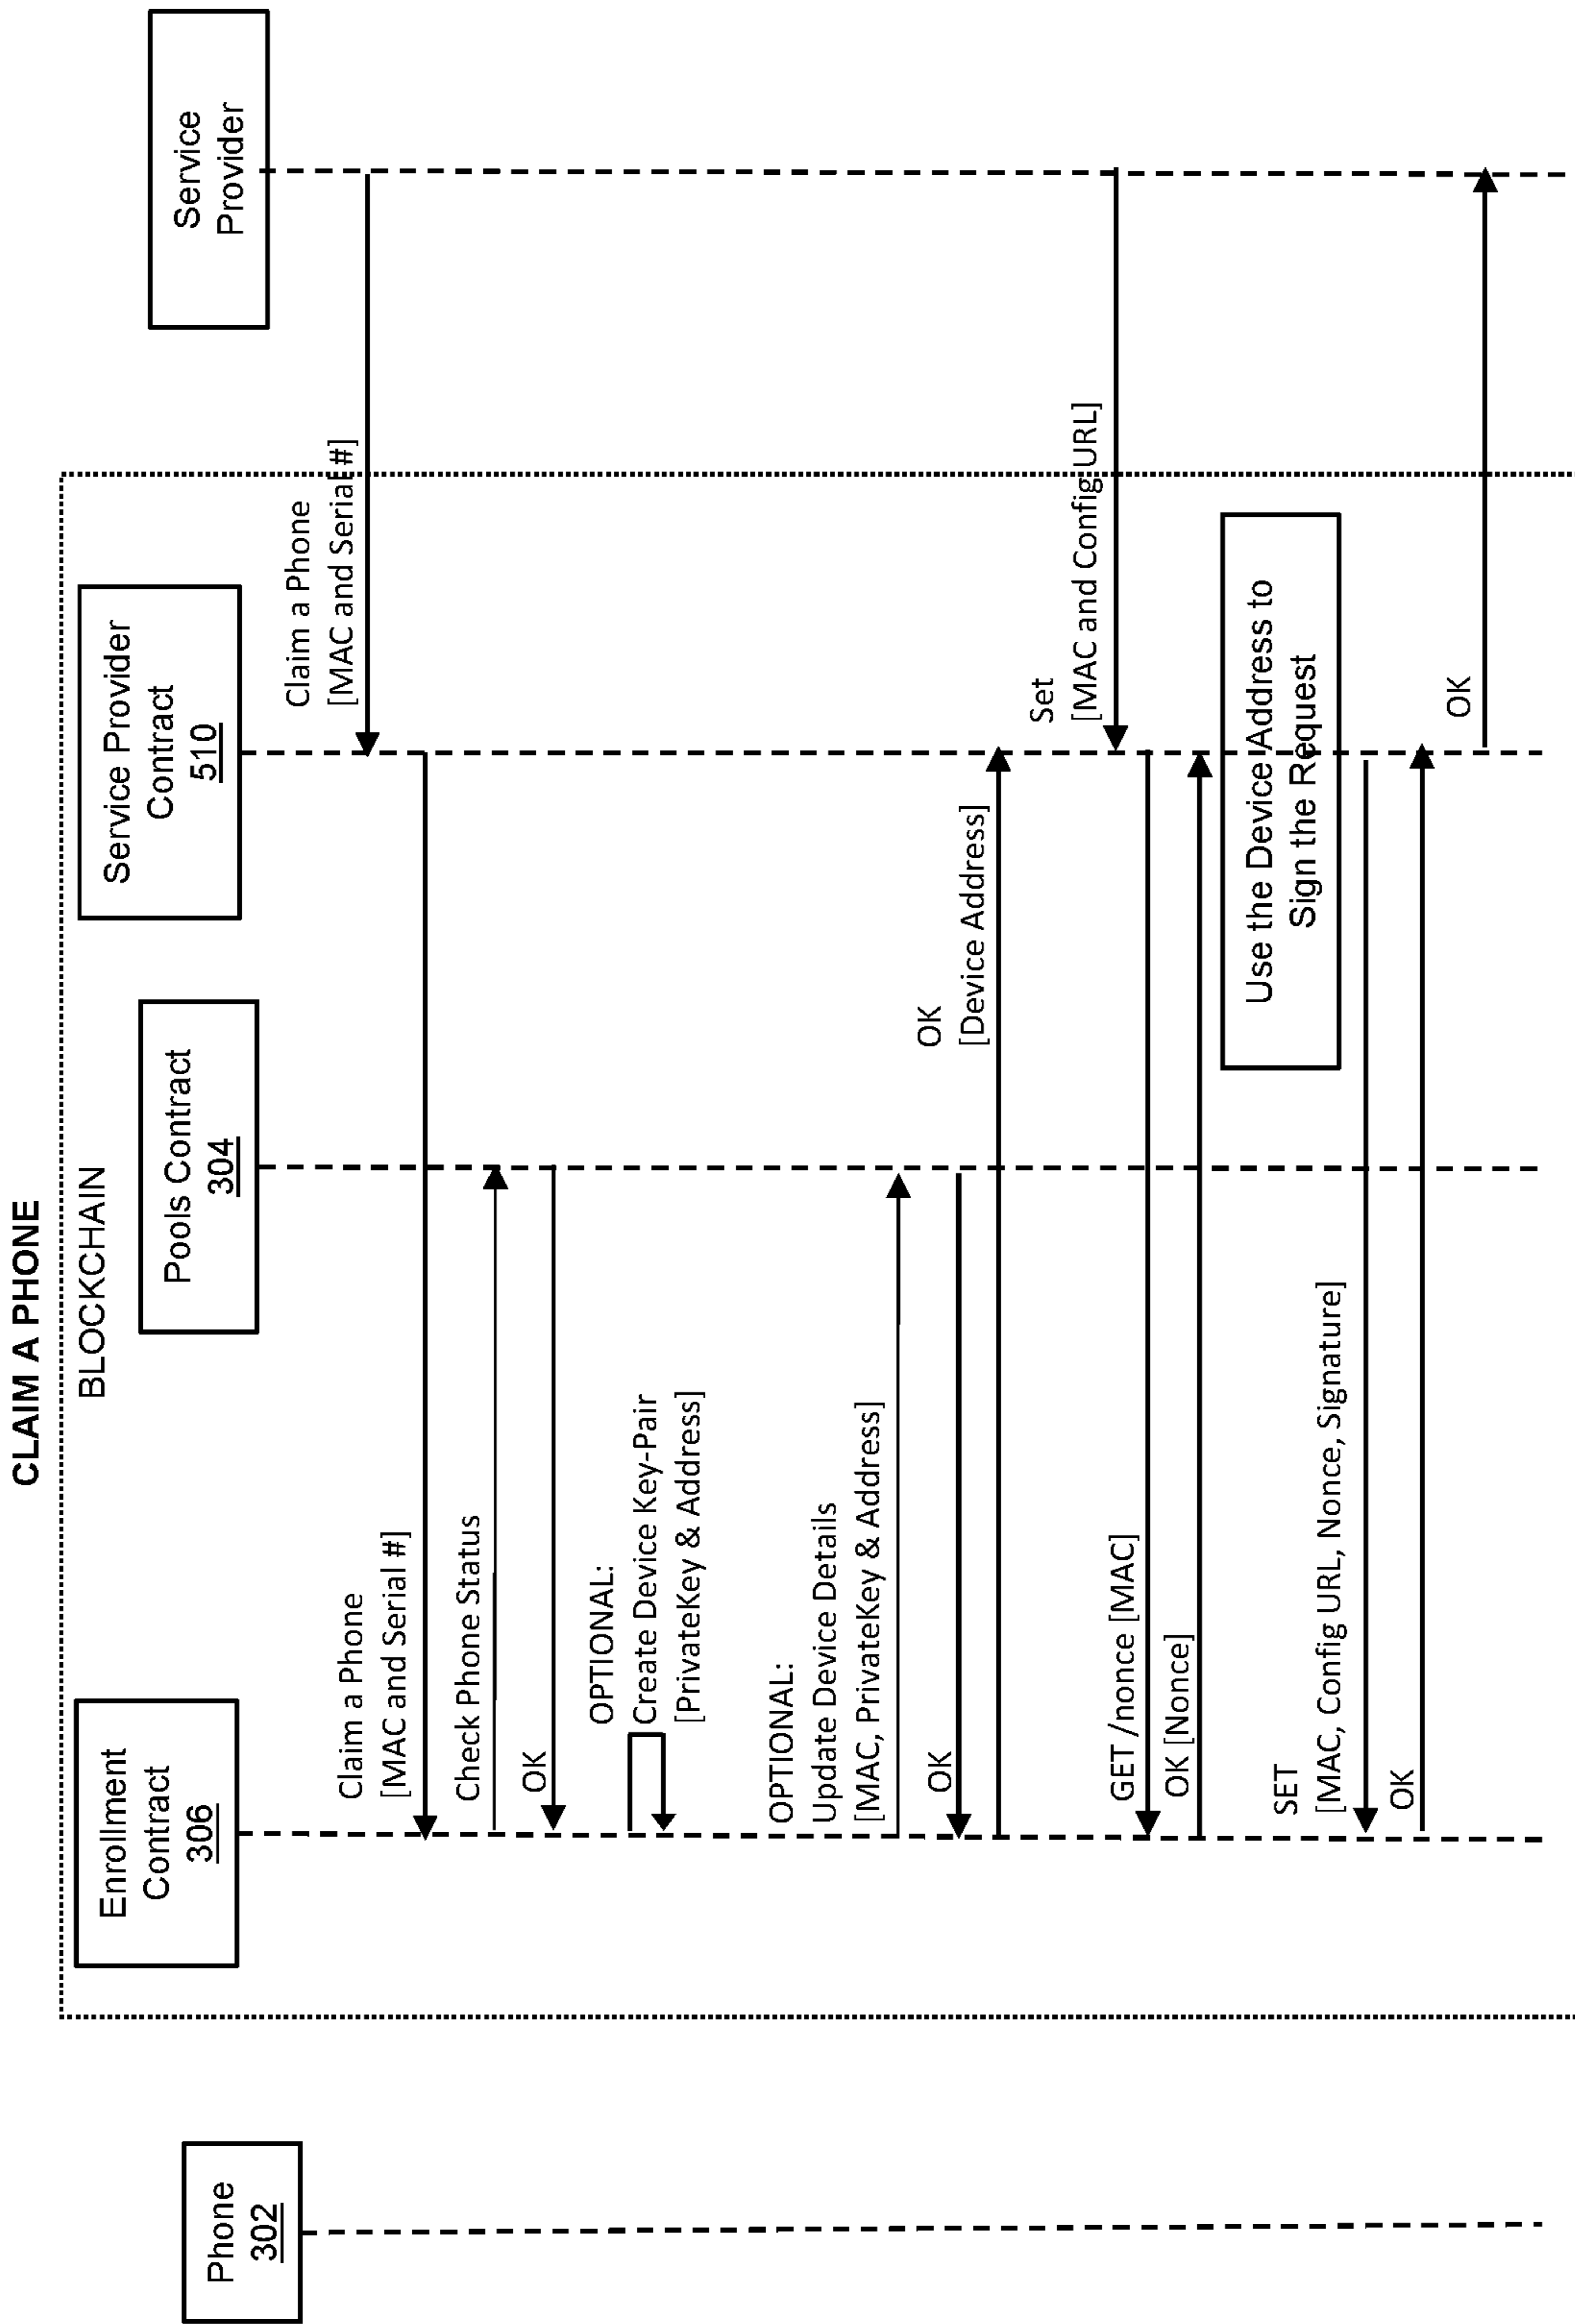 CLAIM A PHONE
BLOCKCHAIN
Phone
302
Enrollment
Contract
306
Pools Contract
304
Service Provider
Contract
510
Service
Provider
Claim a Phone
[MAC and Serial #]
Claim a Phone
[MAC and Serial #]
Check Phone Status
OK
OPTIONAL:
Create Device Key-Pair
[PrivateKey & Address]
OPTIONAL:
Update Device Details
[MAC, PrivateKey & Address]
OK
OK
[Device Address]
Set
[MAC and Config URL]
GET /nonce [MAC]
OK [Nonce]
Use the Device Address to
Sign the Request
SET
[MAC, Config URL, Nonce, Signature]
OK
OK